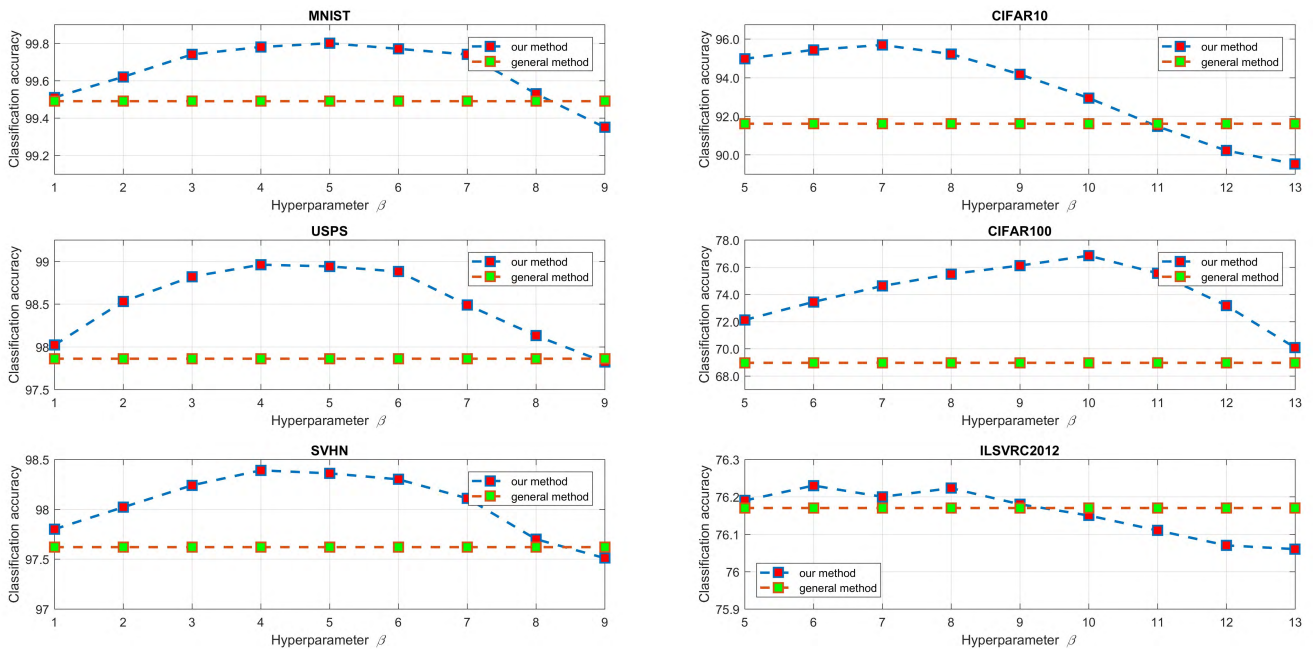 MNIST
Classification accuracy
99.8
99.6
99.4
99.2
1 2 3 4 5 6 7 8 9
Hyperparameter β
our method
general method
CIFAR10
Classification accuracy
96.0
94.0
92.0
90.0
5 6 7 8 9 10 11 12 13
Hyperparameter β
our method
general method
USPS
Classification accuracy
99
98.5
98
97.5
1 2 3 4 5 6 7 8 9
Hyperparameter β
our method
general method
CIFAR100
Classification accuracy
78.0
76.0
74.0
72.0
70.0
68.0
5 6 7 8 9 10 11 12 13
Hyperparameter β
our method
general method
SVHN
Classification accuracy
98.5
98
97.5
97
1 2 3 4 5 6 7 8 9
Hyperparameter β
our method
general method
ILSVRC2012
Classification accuracy
76.3
76.2
76.1
76
75.9
5 6 7 8 9 10 11 12 13
Hyperparameter β
our method
general method